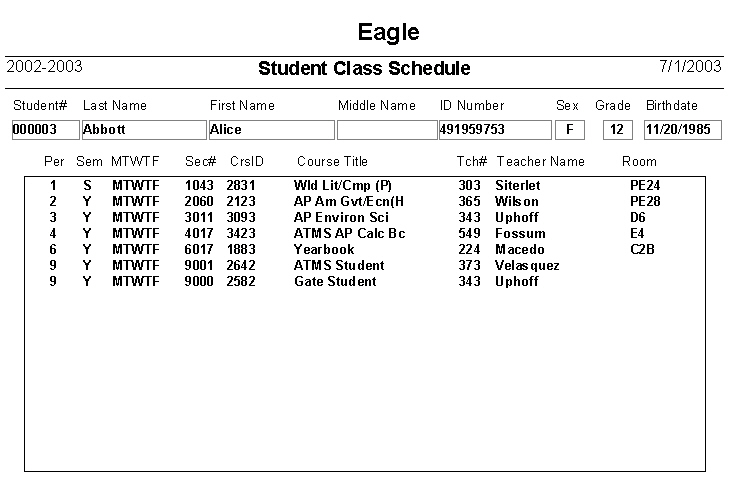 Eagle
2002-2003 Student Class Schedule 7/1/2003
Student# Last Name First Name Middle Name ID Number Sex Grade Birthdate
000003 Abbott Alice 491959753 F 12 11/20/1985
Per Sem MTWTF Sec# CrsID Course Title Tch# Teacher Name Room
1 S MTWTF 1043 2831 Wld Lit/Cmp (P) 303 Siterlet PE24
2 Y MTWTF 2060 2123 AP Am Gvt/Ecn(H 365 Wilson PE28
3 Y MTWTF 3011 3093 AP Environ Sci 343 Uphoff D6
4 Y MTWTF 4017 3423 ATMS AP Calc Bc 549 Fossum E4
6 Y MTWTF 6017 1883 Yearbook 224 Macedo C2B
9 Y MTWTF 9001 2642 ATMS Student 373 Velasquez
9 Y MTWTF 9000 2582 Gate Student 343 Uphoff